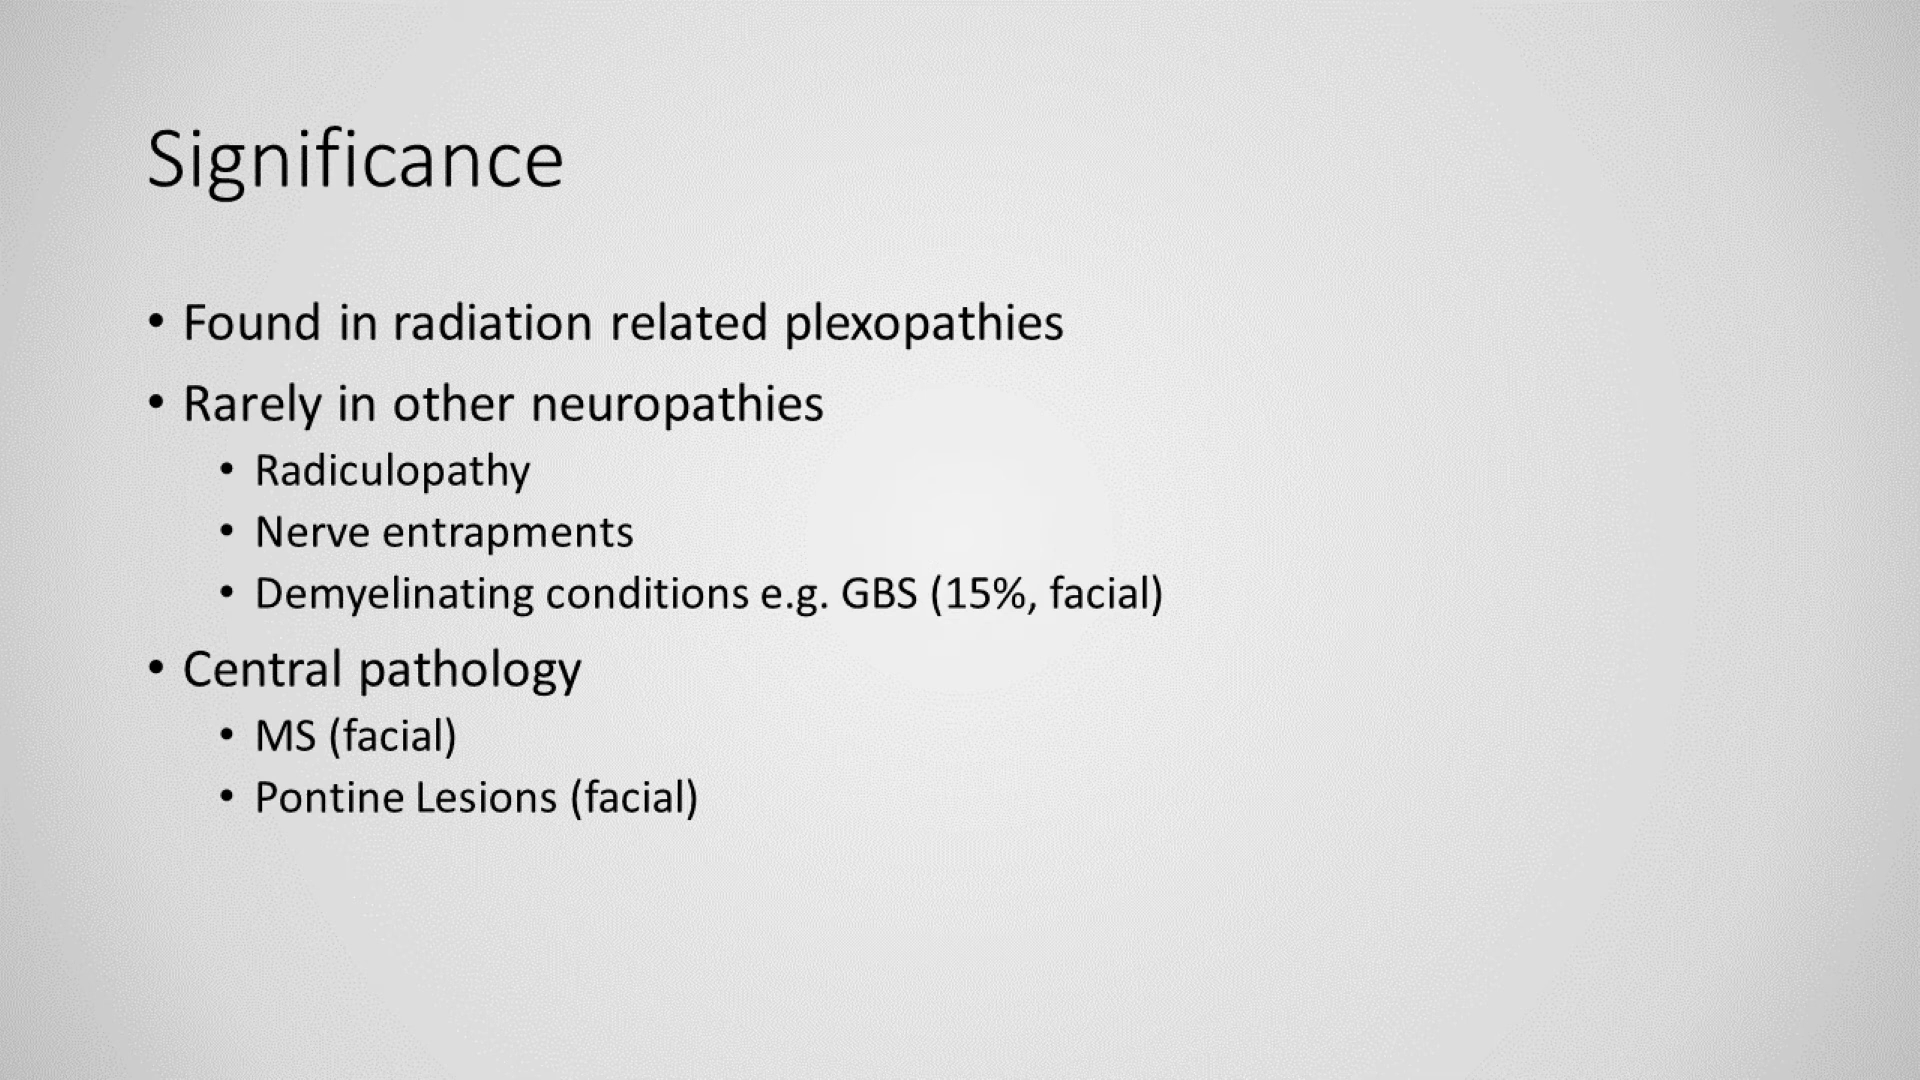 Significance
• Found in radiation related plexopathies
• Rarely in other neuropathies
• Radiculopathy
• Nerve entrapments
• Demyelinating conditions e.g. GBS (15%, facial)
• Central pathology
• MS (facial)
• Pontine Lesions (facial)